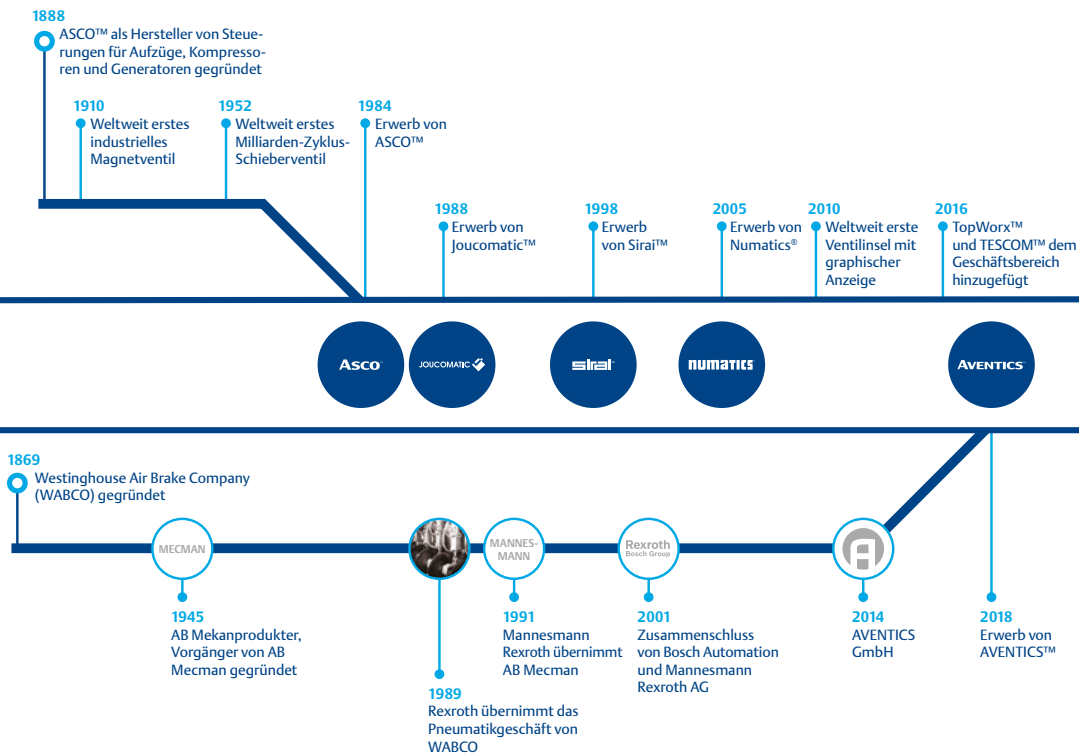 1888
ASCO™ als Hersteller von Steue-
rungen für Aufzüge, Kompresso-
ren und Generatoren gegründet
1910
Weltweit erstes
industrielles
Magnetventil
1952
Weltweit erstes
Milliarden-Zyklus-
Schieberventil
1984
Erwerb von
ASCO™
1988
Erwerb von
Joucomatic™
1998
Erwerb
von Sirai™
2005
Erwerb von
Numatics®
2010
Weltweit erste
Ventilinsel mit
graphischer
Anzeige
2016
TopWorx™
und TESCOM™ dem
Geschäftsbereich
hinzugefügt
ASCO™
JOUCOMATIC
sirai™
numatics™
AVENTICS™
1869
Westinghouse Air Brake Company
(WABCO) gegründet
MECMAN
MANNES-
MANN
Rexroth
Bosch Group
1945
AB Mekanprodukter,
Vorgänger von AB
Mecman gegründet
1989
Rexroth übernimmt das
Pneumatikgeschäft von
WABCO
1991
Mannesmann
Rexroth übernimmt
AB Mecman
2001
Zusammenschluss
von Bosch Automation
und Mannesmann
Rexroth AG
2014
AVENTICS
GmbH
2018
Erwerb von
AVENTICS™